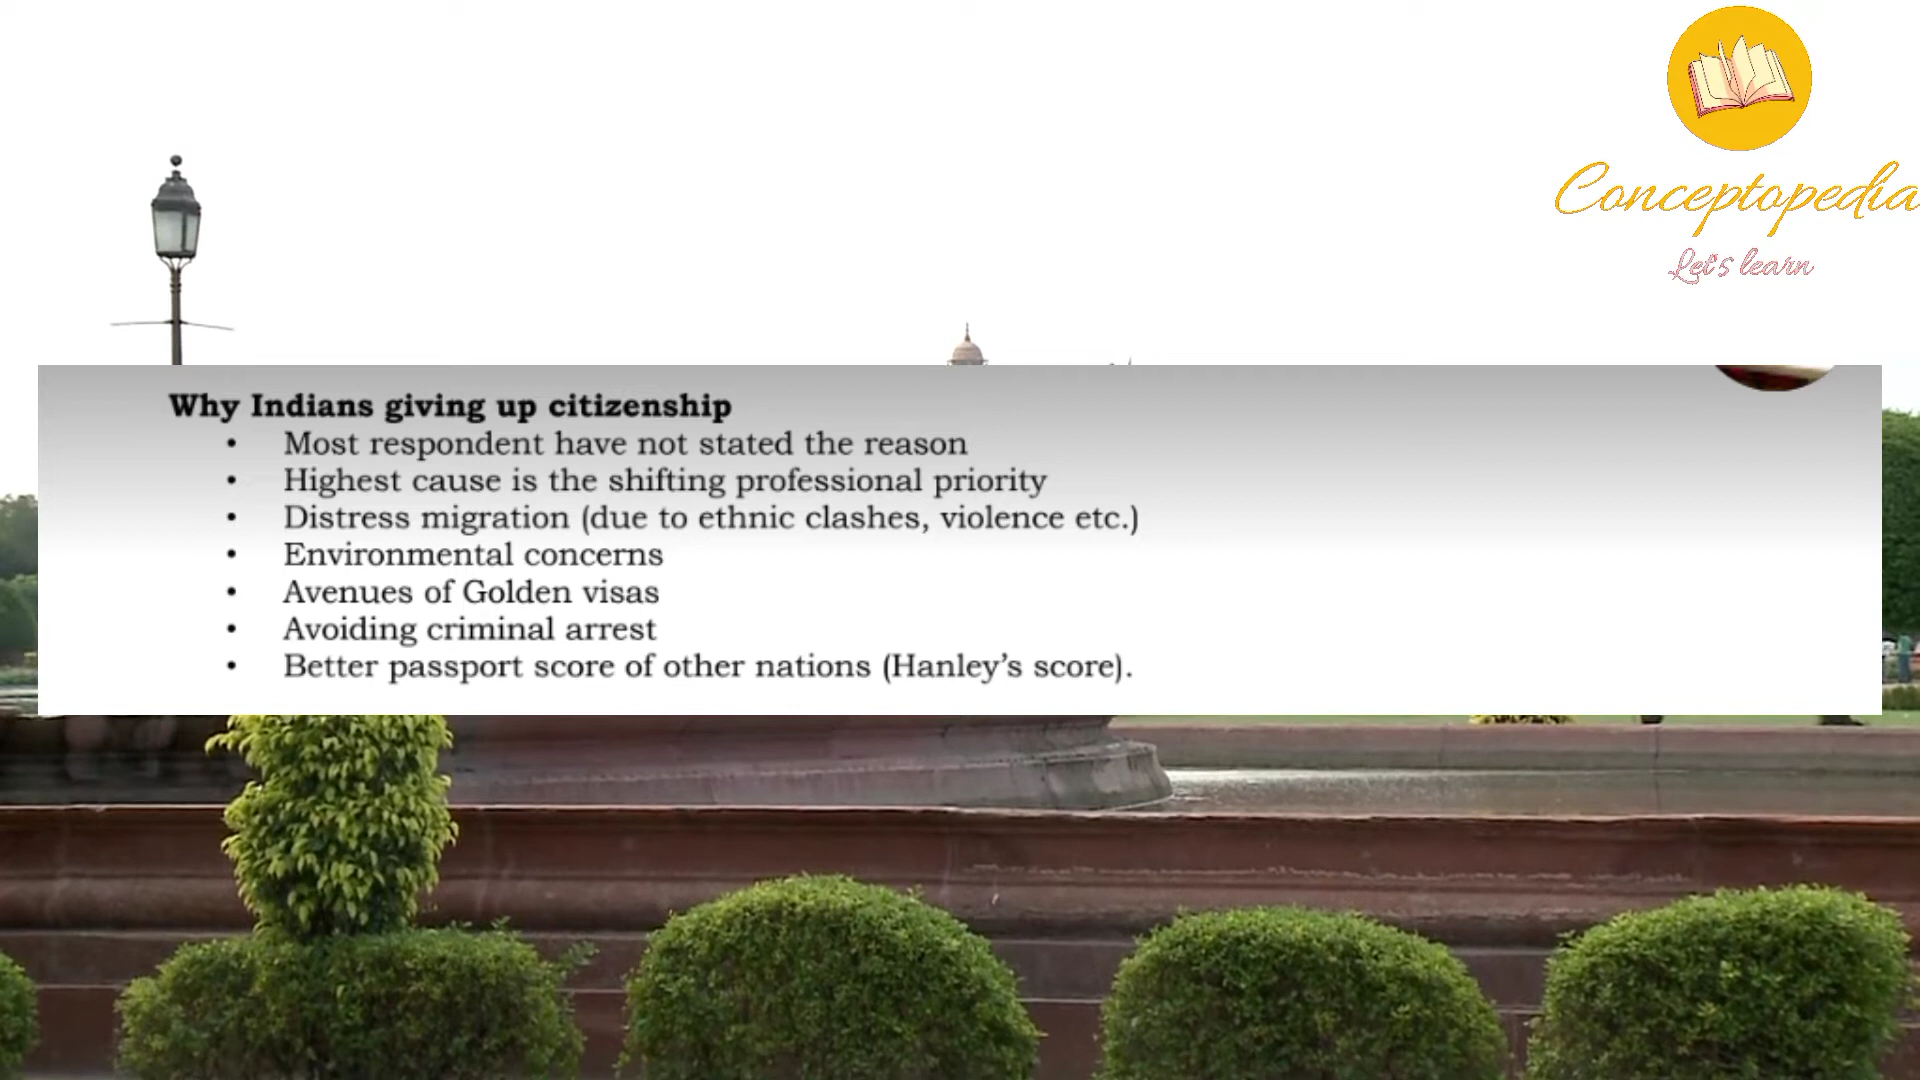 Conceptopedia
Let's learn
Why Indians giving up citizenship
• Most respondent have not stated the reason
• Highest cause is the shifting professional priority
• Distress migration (due to ethnic clashes, violence etc.)
• Environmental concerns
• Avenues of Golden visas
• Avoiding criminal arrest
• Better passport score of other nations (Hanley’s score).